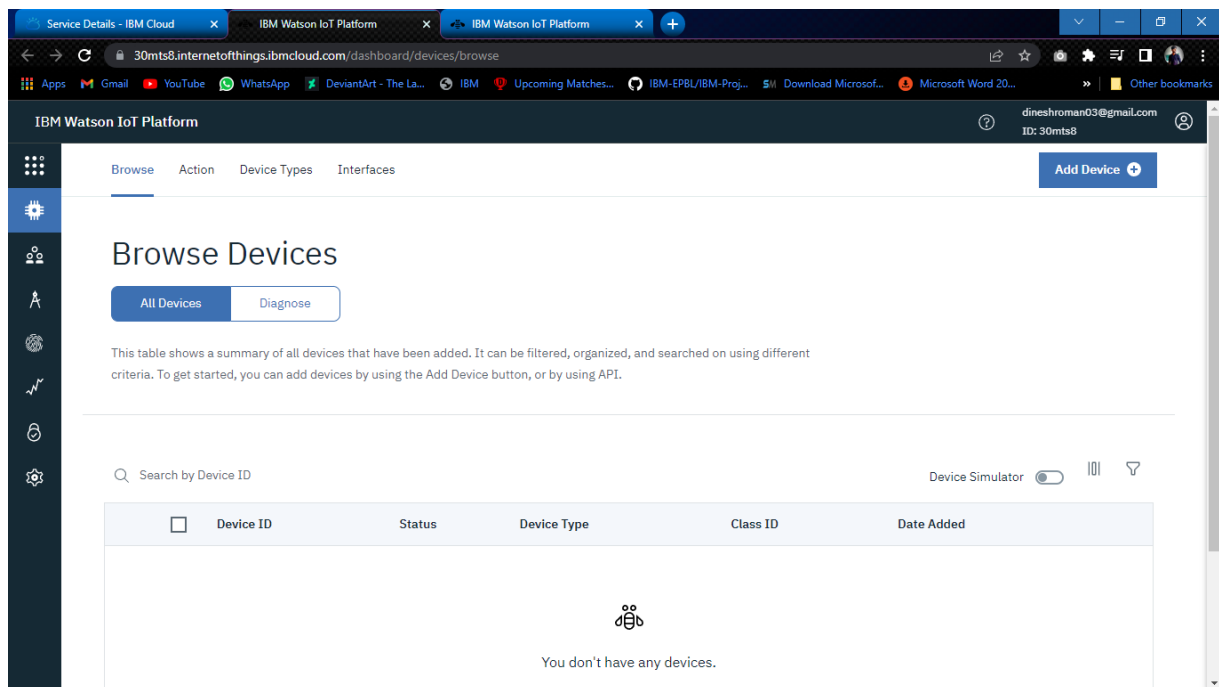 Service Details - IBM Cloud
IBM Watson IoT Platform
IBM Watson IoT Platform
30mts8.internetofthings.ibmcloud.com/dashboard/devices/browse
Apps
Gmail
YouTube
WhatsApp
DeviantArt - The La...
IBM
Upcoming Matches...
IBM-EPBL/IBM-Proj...
SM Download Microsof...
Microsoft Word 20...
»
Other bookmarks
IBM Watson IoT Platform
dineshroman03@gmail.com
ID: 30mts8
Browse
Action
Device Types
Interfaces
Add Device
Browse Devices
All Devices
Diagnose
This table shows a summary of all devices that have been added. It can be filtered, organized, and searched on using different
criteria. To get started, you can add devices by using the Add Device button, or by using API.
Search by Device ID
Device Simulator
Device ID
Status
Device Type
Class ID
Date Added
You don't have any devices.